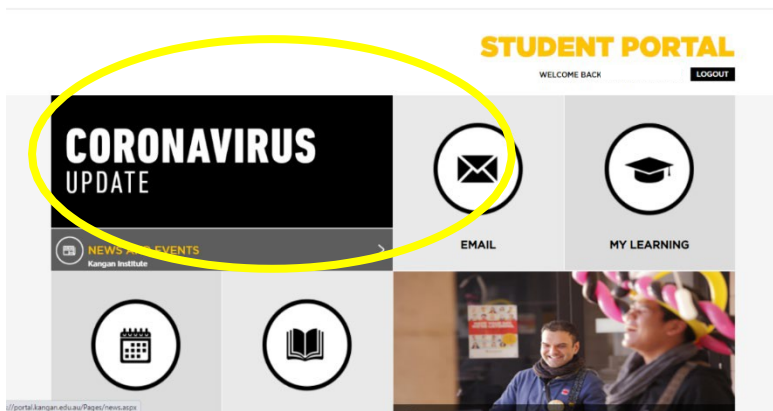 STUDENT PORTAL
WELCOME BACK
LOGOUT
CORONAVIRUS
UPDATE
NEWS AND EVENTS
Kangan Institute
EMAIL
MY LEARNING
://portal.kangan.edu.au/Pages/news.aspx